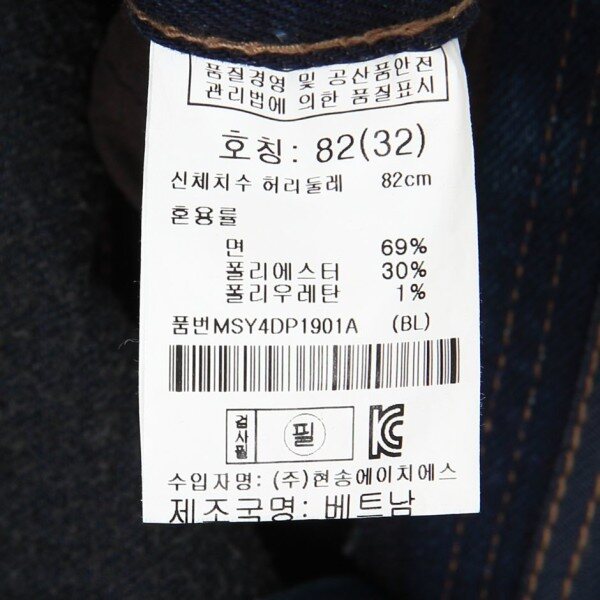 품질경영 및 공산품안전
관리법에 의한 품질표시
호칭: 82(32)
신체치수 허리둘레 82cm
혼용률
면 69%
폴리에스터 30%
폴리우레탄 1%
품번MSY4DP1901A (BL)
검사필 필
수입자명: (주)현송에이치에스
제조국명: 베트남